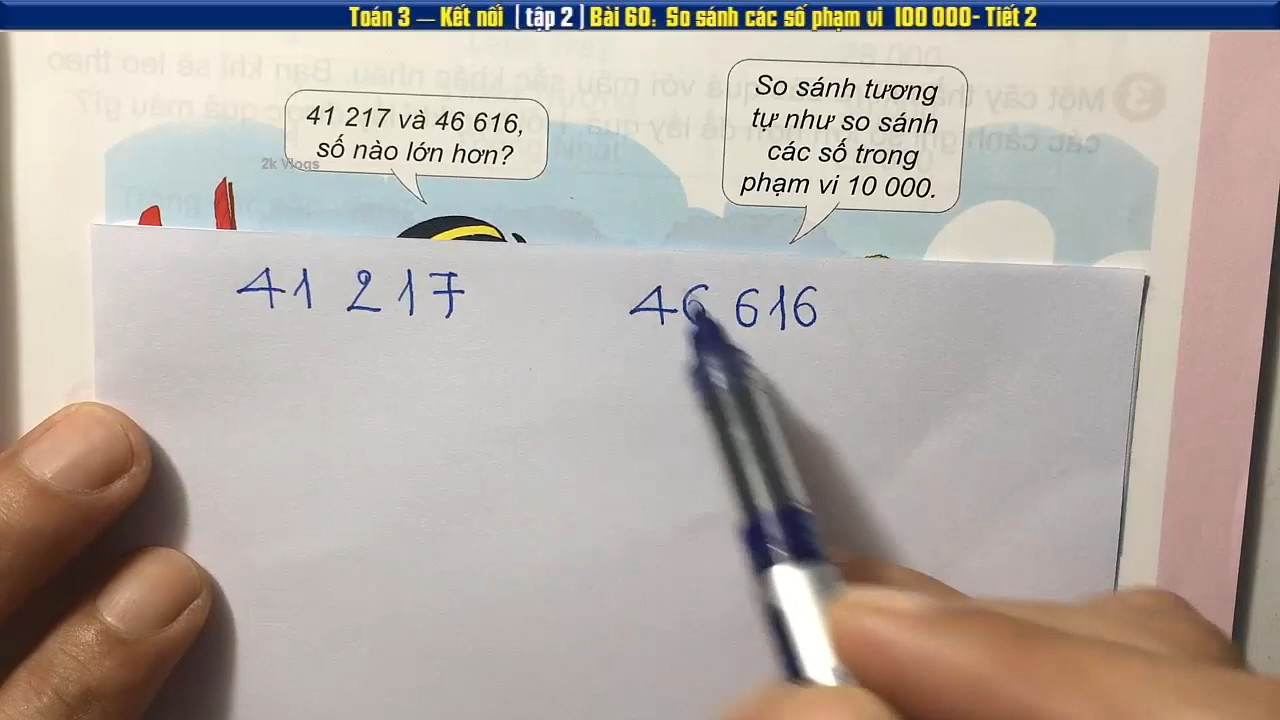 Toán 3 – Kết nối [ tập 2 ] Bài 60: So sánh các số phạm vi 100 000- Tiết 2
41 217 và 46 616,
số nào lớn hơn?
2k Vlogs
So sánh tương
tự như so sánh
các số trong
phạm vi 10 000.
41 217
46 616